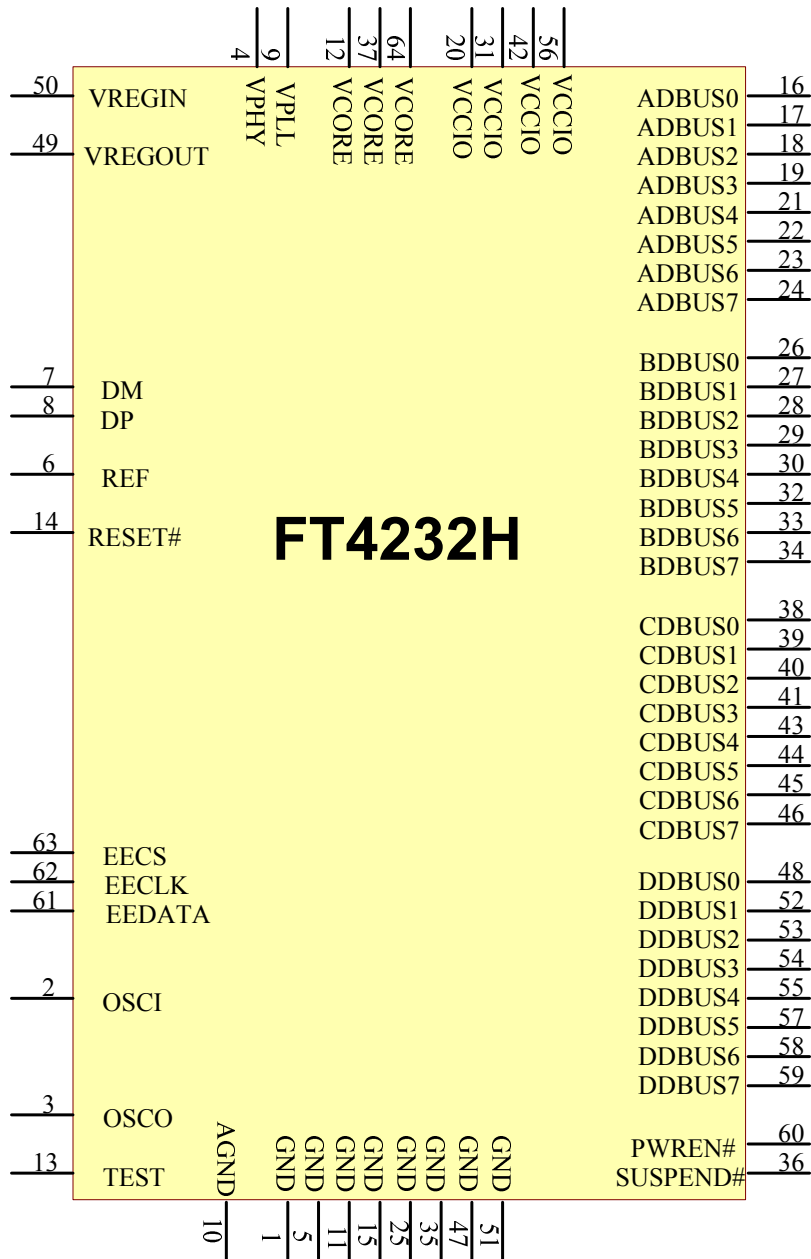 4 9 12 37 64 20 31 42 56
VPHY VPLL VCORE VCORE VCORE VCCIO VCCIO VCCIO VCCIO
50 VREGIN
49 VREGOUT
7 DM
8 DP
6 REF
14 RESET#
63 EECS
62 EECLK
61 EEDATA
2 OSCI
3 OSCO
13 TEST
FT4232H
ADBUS0 16
ADBUS1 17
ADBUS2 18
ADBUS3 19
ADBUS4 21
ADBUS5 22
ADBUS6 23
ADBUS7 24
BDBUS0 26
BDBUS1 27
BDBUS2 28
BDBUS3 29
BDBUS4 30
BDBUS5 32
BDBUS6 33
BDBUS7 34
CDBUS0 38
CDBUS1 39
CDBUS2 40
CDBUS3 41
CDBUS4 43
CDBUS5 44
CDBUS6 45
CDBUS7 46
DDBUS0 48
DDBUS1 52
DDBUS2 53
DDBUS3 54
DDBUS4 55
DDBUS5 57
DDBUS6 58
DDBUS7 59
PWREN# 60
SUSPEND# 36
AGND GND GND GND GND GND GND GND GND
10 1 5 11 15 25 35 47 51